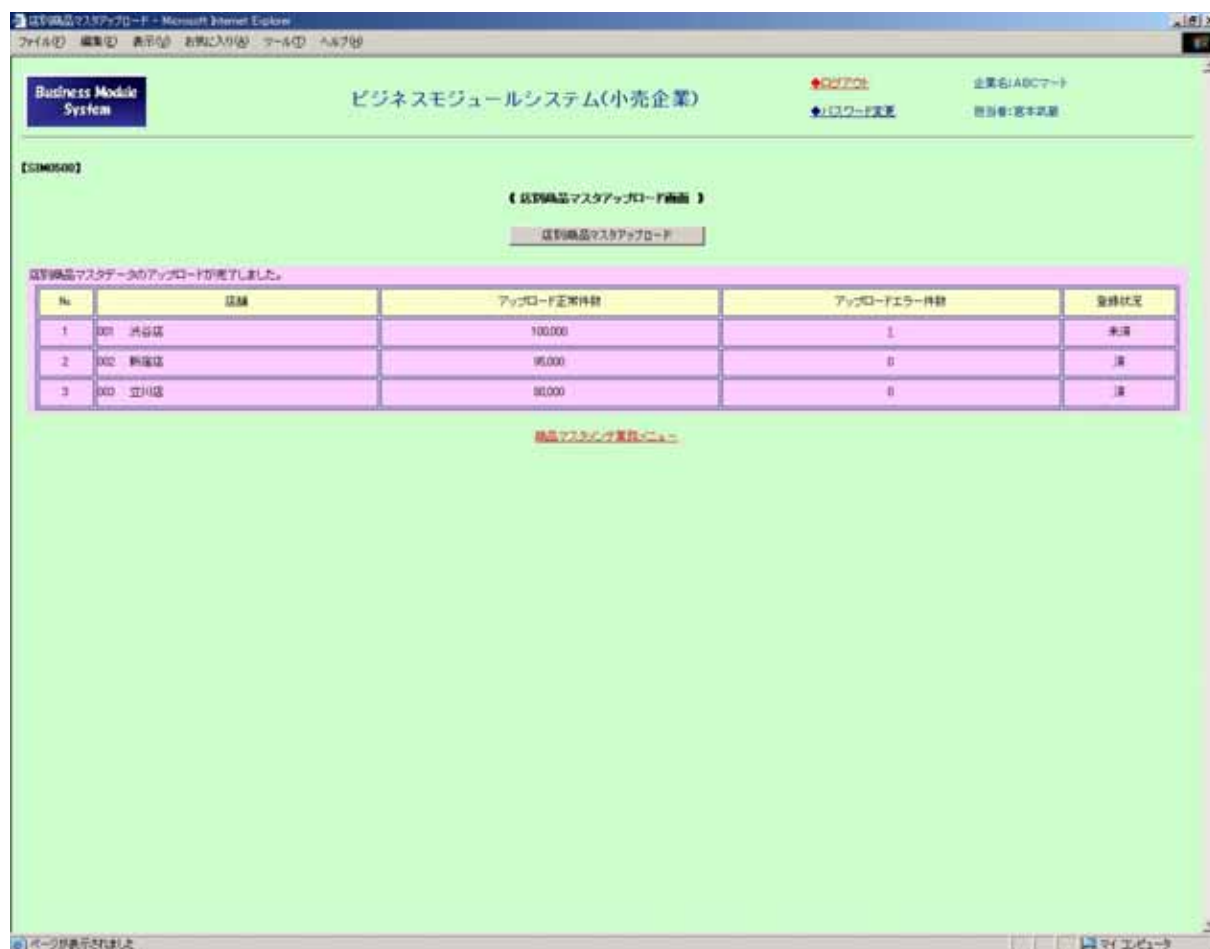 店別商品マスタアップロード - Microsoft Internet Explorer
ファイル(F) 編集(E) 表示(V) お気に入り(A) ツール(T) ヘルプ(H)
Business Module System
ビジネスモジュールシステム(小売企業)
◆ログアウト
企業名:ABCマート
◆パスワード変更
担当者:宮本武蔵
【SIM0500】
《 店別商品マスタアップロード画面 》
店別商品マスタアップロード
店別商品マスタデータのアップロードが完了しました。
No 店舗 アップロード正常件数 アップロードエラー件数 登録状況
1 001 渋谷店 100,000 1 未済
2 002 新宿店 95,000 0 済
3 003 立川店 80,000 0 済
商品マスタメンテ業務メニュー
ページが表示されました
マイ コンピュータ